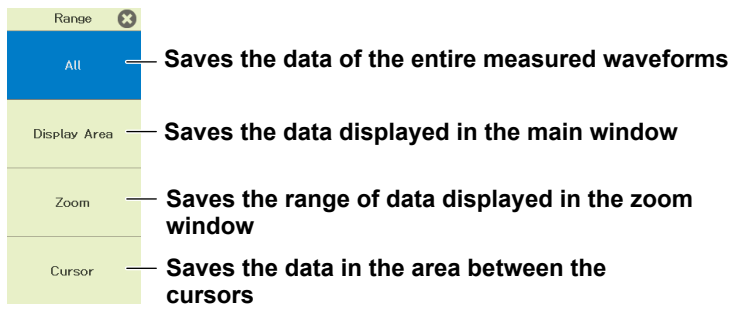 Range
All
Saves the data of the entire measured waveforms
Display Area
Saves the data displayed in the main window
Zoom
Saves the range of data displayed in the zoom
window
Cursor
Saves the data in the area between the
cursors